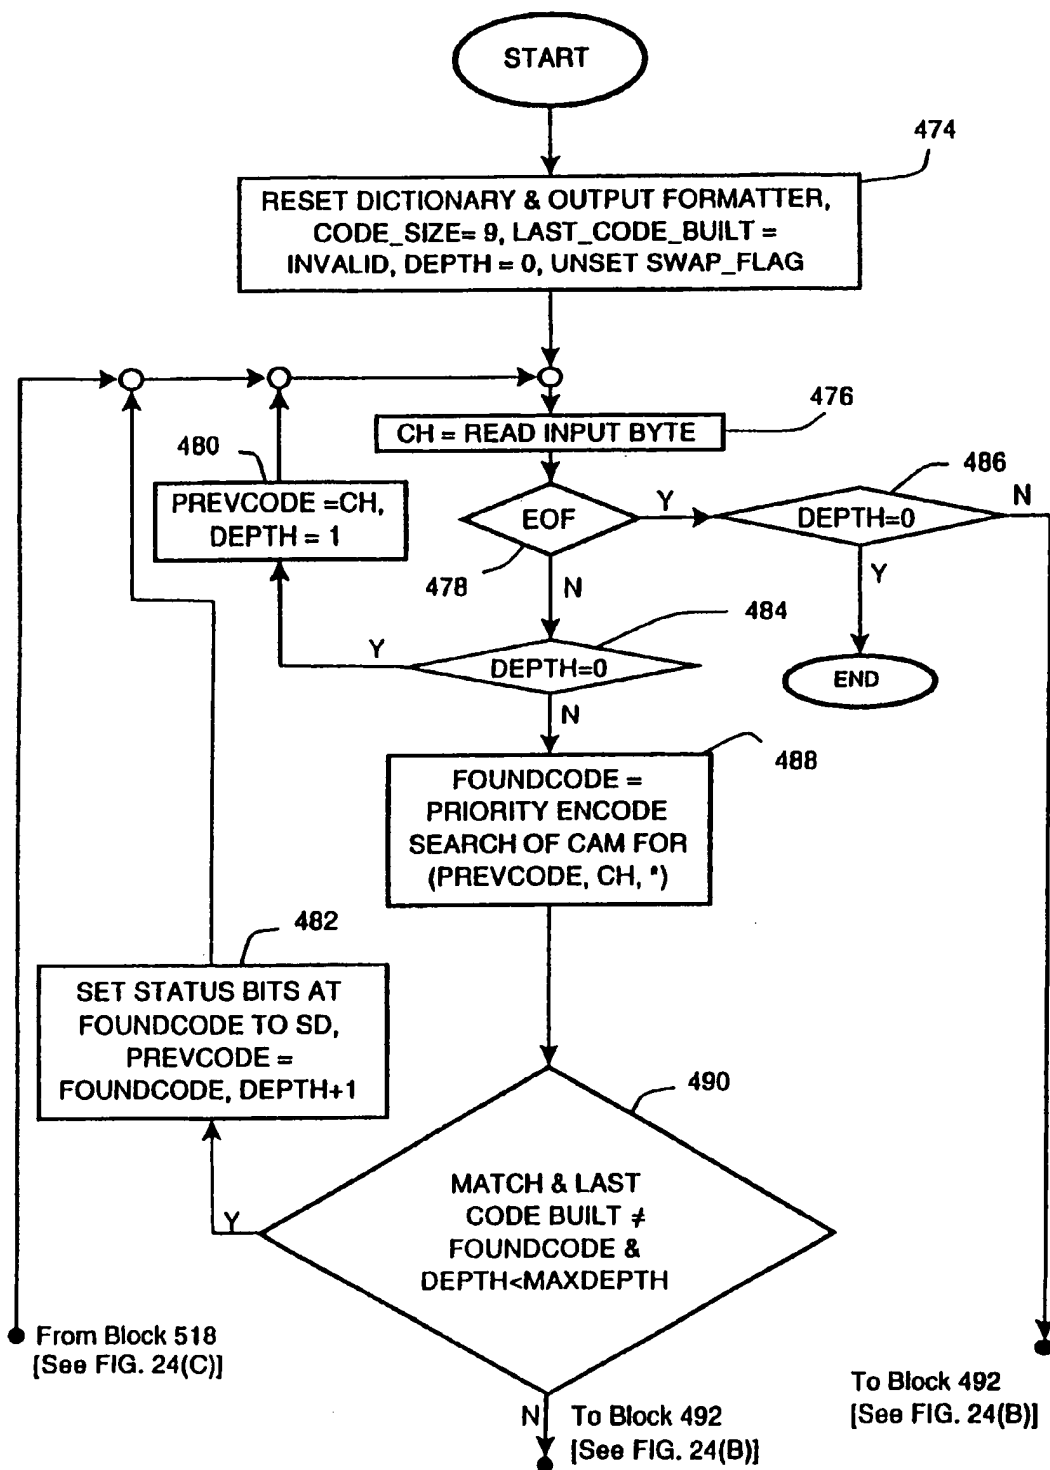 START
474
RESET DICTIONARY & OUTPUT FORMATTER,
CODE_SIZE= 9, LAST_CODE_BUILT =
INVALID, DEPTH = 0, UNSET SWAP_FLAG
476
CH = READ INPUT BYTE
480
PREVCODE =CH,
DEPTH = 1
EOF
Y
486
DEPTH=0
N
478
N
Y
484
Y
DEPTH=0
END
N
488
FOUNDCODE =
PRIORITY ENCODE
SEARCH OF CAM FOR
(PREVCODE, CH, *)
482
SET STATUS BITS AT
FOUNDCODE TO SD,
PREVCODE =
FOUNDCODE, DEPTH+1
490
MATCH & LAST
CODE BUILT ≠
FOUNDCODE &
DEPTH<MAXDEPTH
Y
From Block 518
[See FIG. 24(C)]
N
To Block 492
[See FIG. 24(B)]
To Block 492
[See FIG. 24(B)]